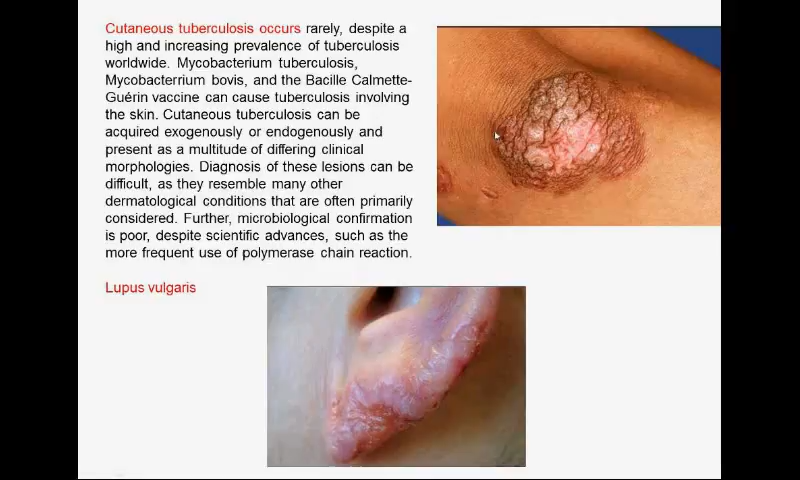 Cutaneous tuberculosis occurs rarely, despite a
high and increasing prevalence of tuberculosis
worldwide. Mycobacterium tuberculosis,
Mycobacterrium bovis, and the Bacille Calmette-
Guérin vaccine can cause tuberculosis involving
the skin. Cutaneous tuberculosis can be
acquired exogenously or endogenously and
present as a multitude of differing clinical
morphologies. Diagnosis of these lesions can be
difficult, as they resemble many other
dermatological conditions that are often primarily
considered. Further, microbiological confirmation
is poor, despite scientific advances, such as the
more frequent use of polymerase chain reaction.
Lupus vulgaris